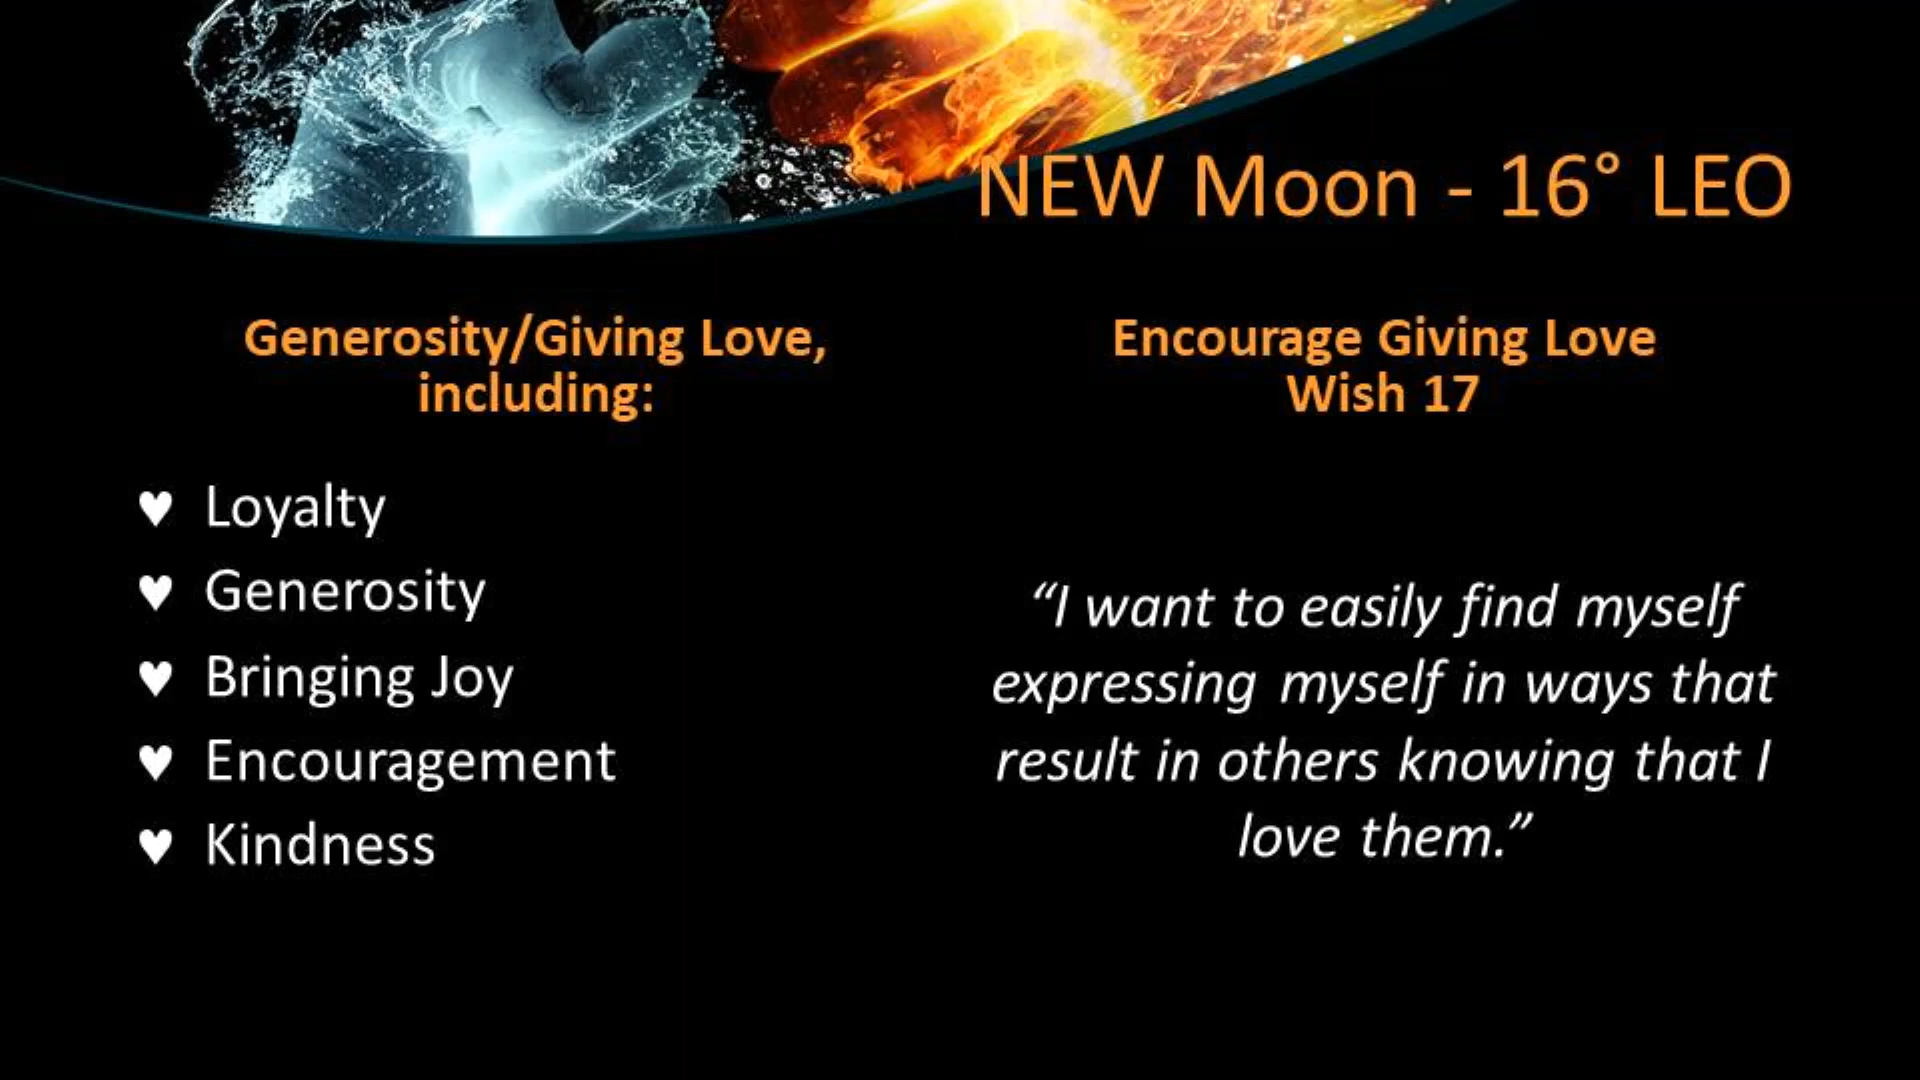 NEW Moon - 16° LEO
Generosity/Giving Love,
including:
♥ Loyalty
♥ Generosity
♥ Bringing Joy
♥ Encouragement
♥ Kindness
Encourage Giving Love
Wish 17
“I want to easily find myself
expressing myself in ways that
result in others knowing that I
love them.”